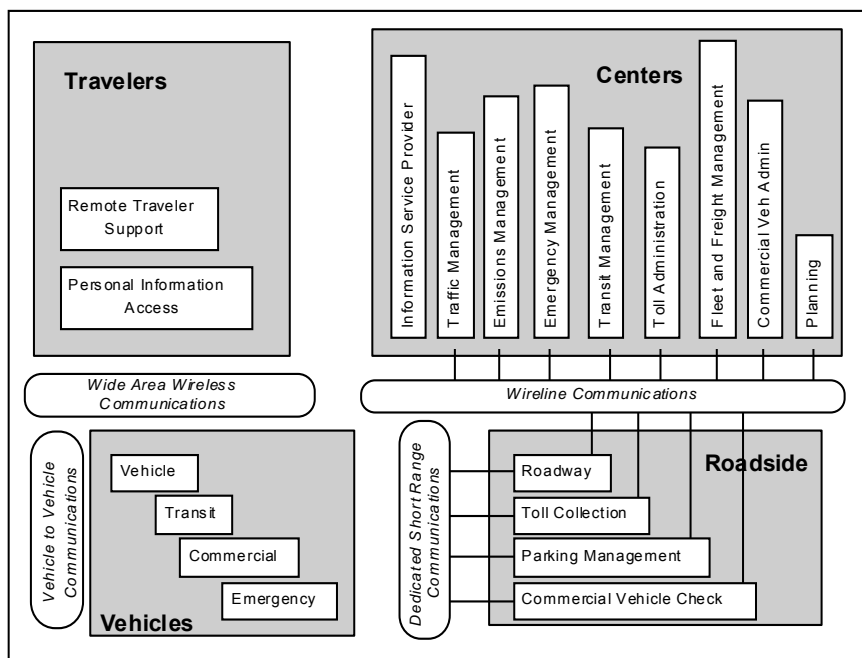 Travelers
Remote Traveler
Support
Personal Information
Access
Centers
Information Service Provider
Traffic Management
Emissions Management
Emergency Management
Transit Management
Toll Administration
Fleet and Freight Management
Commercial Veh Admin
Planning
Wide Area Wireless
Communications
Wireline Communications
Vehicle to Vehicle
Communications
Vehicle
Transit
Commercial
Emergency
Vehicles
Dedicated Short Range
Communications
Roadside
Roadway
Toll Collection
Parking Management
Commercial Vehicle Check